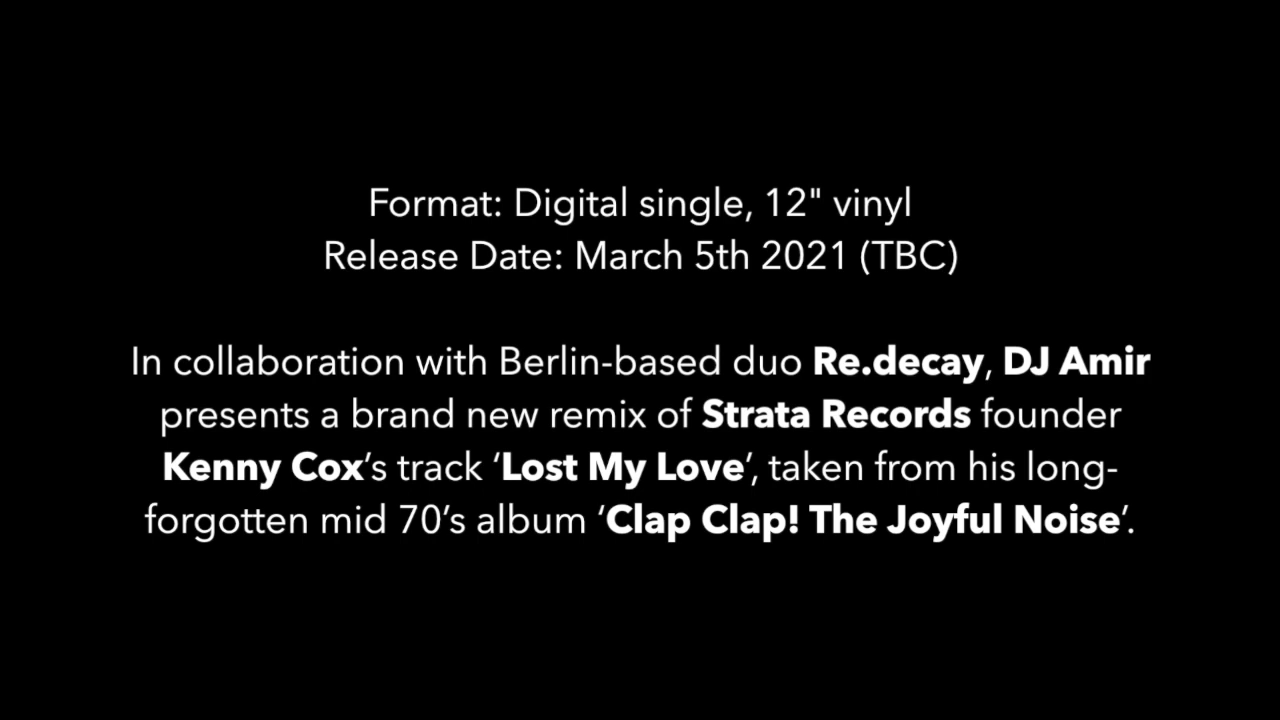 Format: Digital single, 12" vinyl
Release Date: March 5th 2021 (TBC)
In collaboration with Berlin-based duo Re.decay, DJ Amir
presents a brand new remix of Strata Records founder
Kenny Cox’s track ‘Lost My Love’, taken from his long-
forgotten mid 70’s album ‘Clap Clap! The Joyful Noise’.